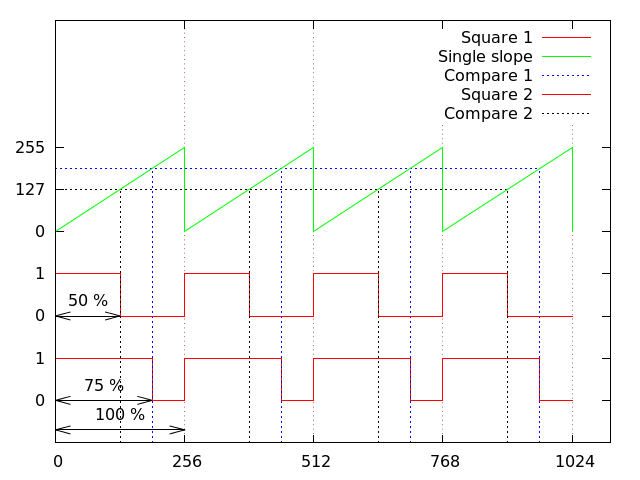 Square 1
Single slope
Compare 1
Square 2
Compare 2
255
127
0
1
50 %
0
1
75 %
0
100 %
0 256 512 768 1024